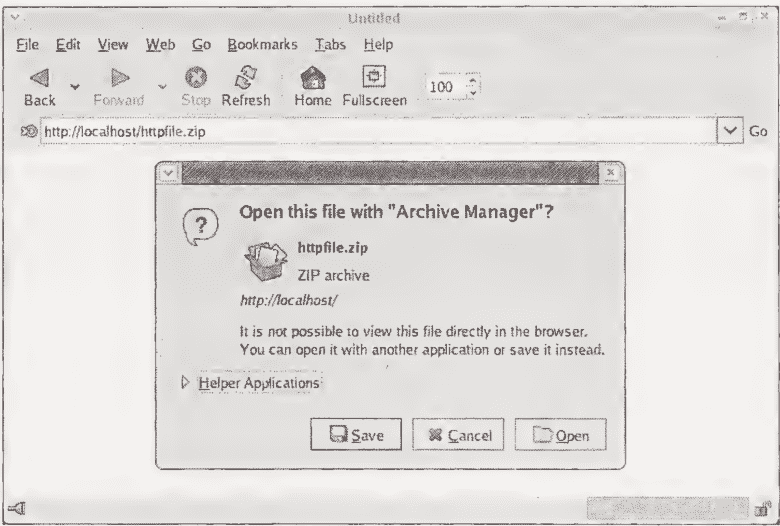 Untitled
File Edit View Web Go Bookmarks Tabs Help
Back Forward Stop Refresh Home Fullscreen 100
http://localhost/httpfile.zip Go
Open this file with "Archive Manager"?
?
httpfile.zip
ZIP archive
http://localhost/
It is not possible to view this file directly in the browser.
You can open it with another application or save it instead.
Helper Applications
Save Cancel Open